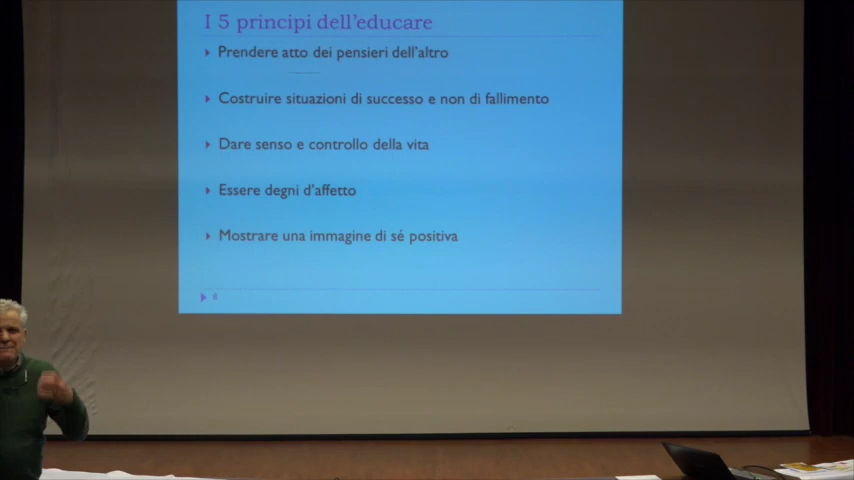 I 5 principi dell'educare
Prendere atto dei pensieri dell'altro
Costruire situazioni di successo e non di fallimento
Dare senso e controllo della vita
Essere degni d'affetto
Mostrare una immagine di sé positiva